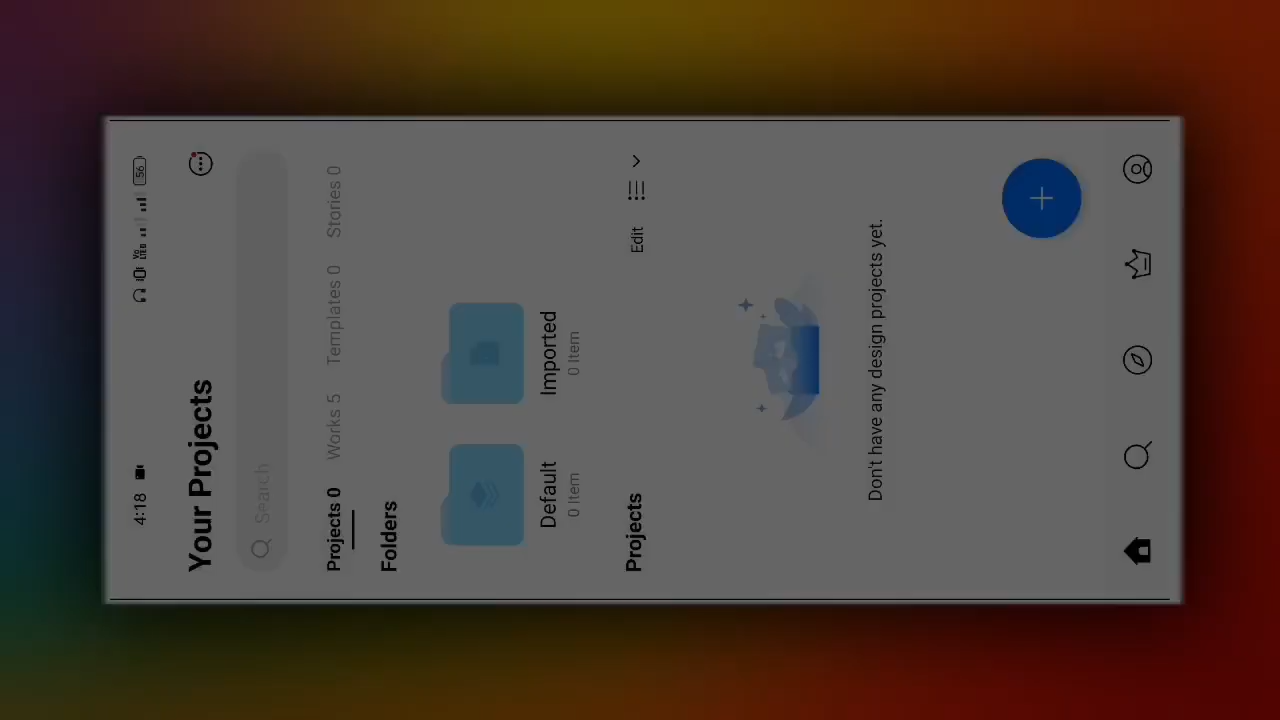 4:18
56
Your Projects
Search
Projects 0 Works 5 Templates 0 Stories 0
Folders
Default Imported
0 Item 0 Item
Projects Edit
Don't have any design projects yet.